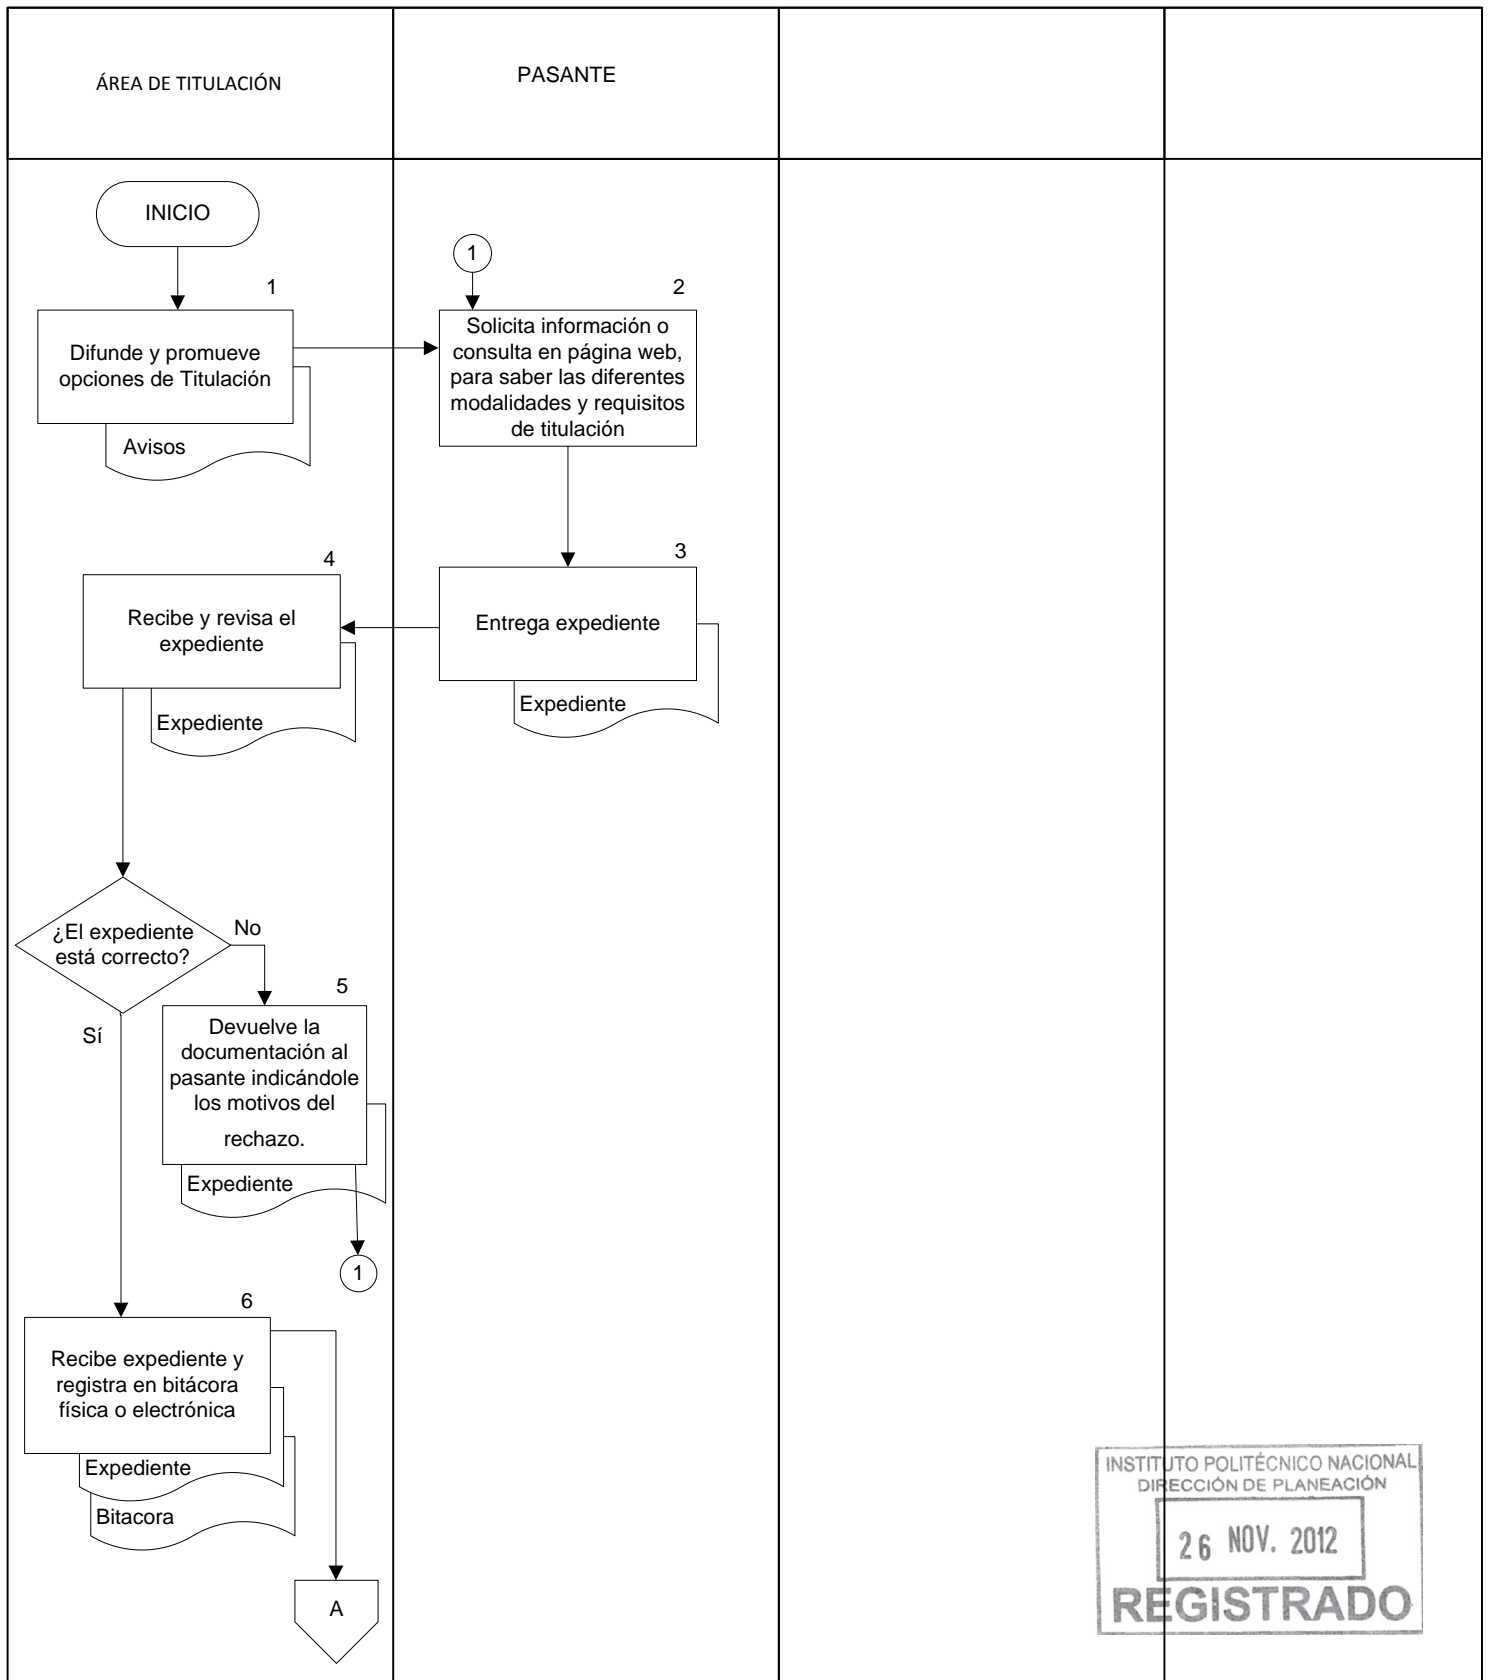 ÁREA DE TITULACIÓN
PASANTE
INICIO
1
1
2
Difunde y promueve
opciones de Titulación
Avisos
Solicita información o
consulta en página web,
para saber las diferentes
modalidades y requisitos
de titulación
3
Entrega expediente
Expediente
4
Recibe y revisa el
expediente
Expediente
¿El expediente
está correcto?
No
Sí
5
Devuelve la
documentación al
pasante indicándole
los motivos del
rechazo.
Expediente
1
6
Recibe expediente y
registra en bitácora
física o electrónica
Expediente
Bitacora
A
INSTITUTO POLITÉCNICO NACIONAL
DIRECCIÓN DE PLANEACIÓN
26 NOV. 2012
REGISTRADO